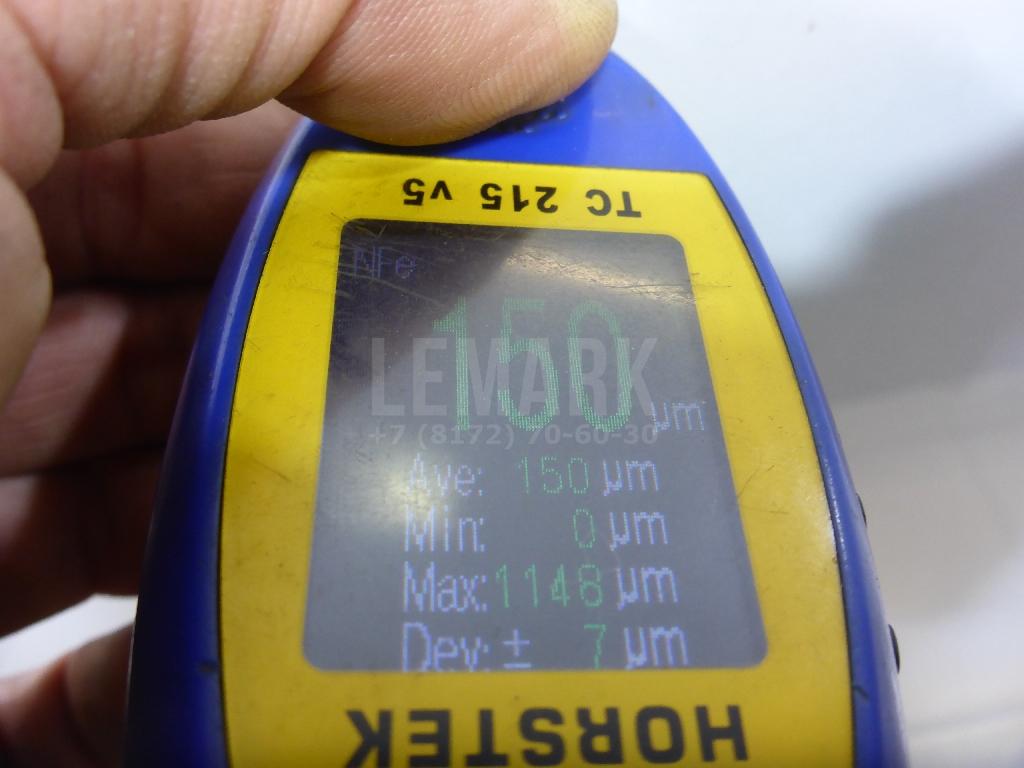 TC 215 v5
NFe
150 µm
LEMARK
+7 (8172) 70-60-30
Ave: 150 µm
Min: 0 µm
Max: 1148 µm
Dev: ± 7 µm
HORSTEK